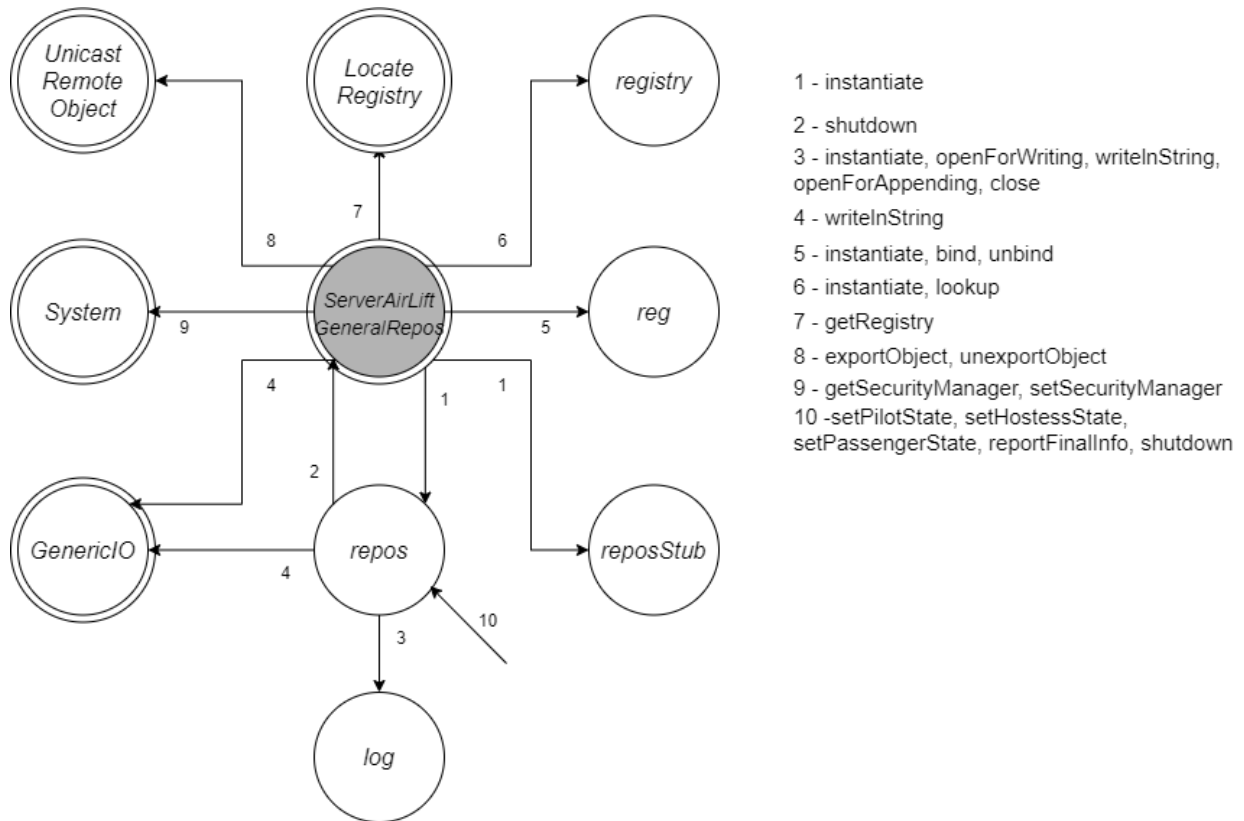 Unicast
Remote
Object
Locate
Registry
registry
1 - instantiate
2 - shutdown
3 - instantiate, openForWriting, writeInString,
openForAppending, close
4 - writeInString
5 - instantiate, bind, unbind
6 - instantiate, lookup
7 - getRegistry
8 - exportObject, unexportObject
9 - getSecurityManager, setSecurityManager
10 -setPilotState, setHostessState,
setPassengerState, reportFinalInfo, shutdown
7
8
6
System
ServerAirLift
GeneralRepos
reg
9
5
4
1
1
2
GenericIO
repos
reposStub
4
10
3
log